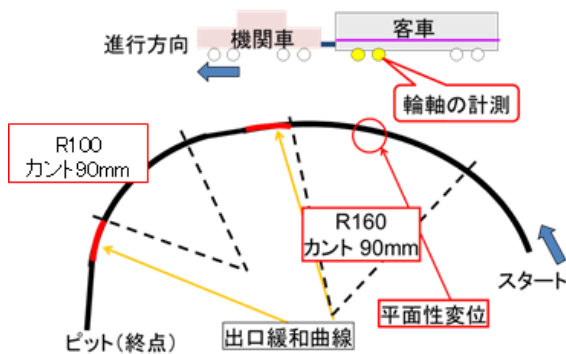 進行方向
機関車
客車
輪軸の計測
R100
カント90mm
R160
カント 90mm
スタート
平面性変位
出口緩和曲線
ピット(終点)